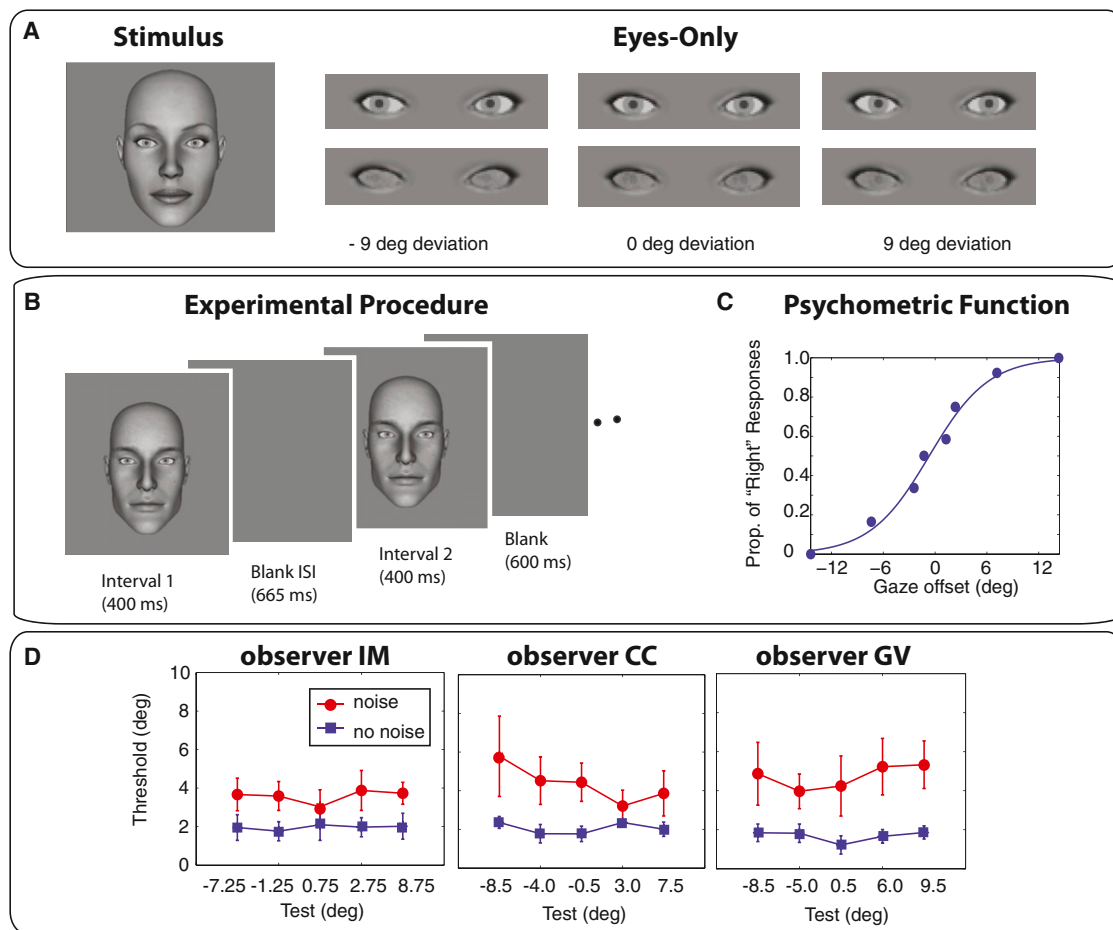 A
Stimulus
Eyes-Only
- 9 deg deviation
0 deg deviation
9 deg deviation
B
Experimental Procedure
Interval 1
(400 ms)
Blank ISI
(665 ms)
Interval 2
(400 ms)
Blank
(600 ms)
C
Psychometric Function
Prop. of “Right” Responses
1.0
0.8
0.6
0.4
0.2
0
−12 −6 0 6 12
Gaze offset (deg)
D
observer IM
observer CC
observer GV
noise
no noise
Threshold (deg)
10
8
6
4
2
0
-7.25 -1.25 0.75 2.75 8.75
Test (deg)
-8.5 -4.0 -0.5 3.0 7.5
Test (deg)
-8.5 -5.0 0.5 6.0 9.5
Test (deg)